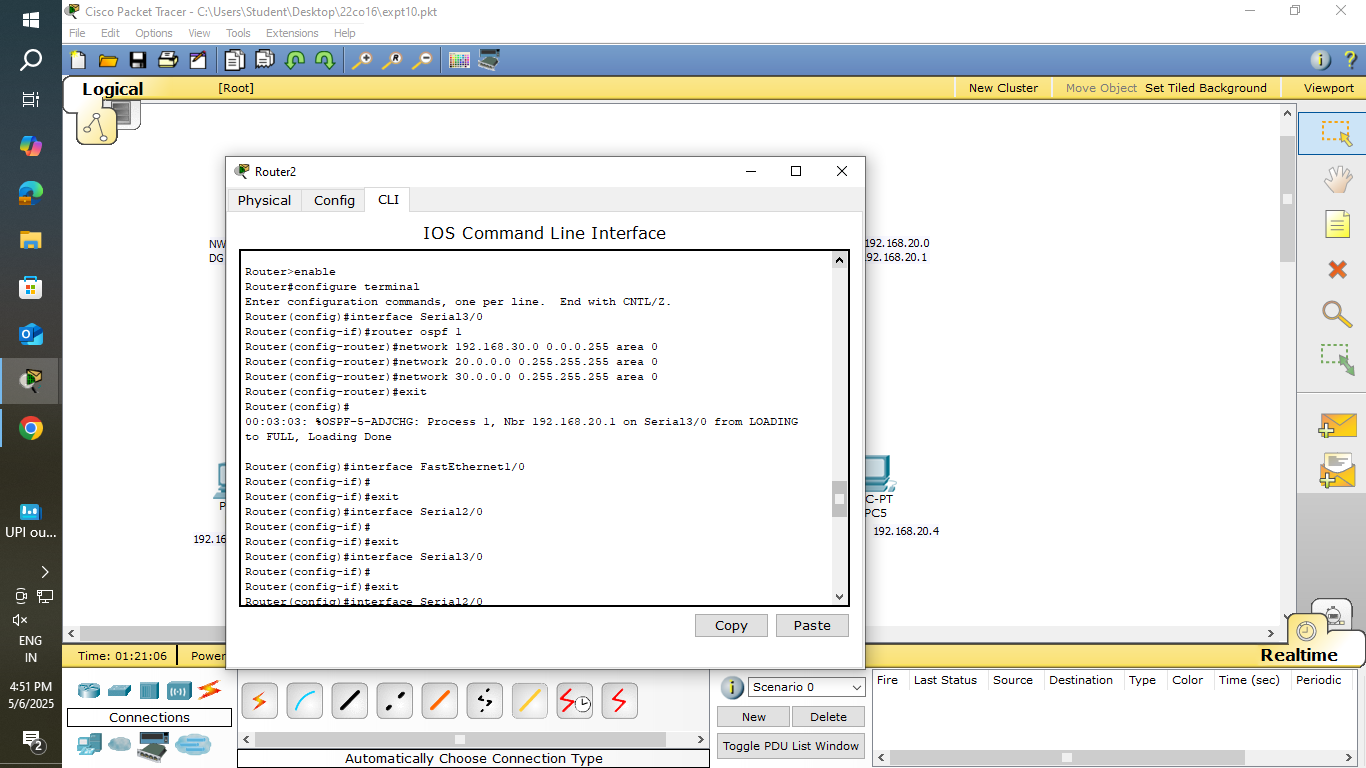 Cisco Packet Tracer - C:\Users\Student\Desktop\22co16\expt10.pkt
File Edit Options View Tools Extensions Help
Logical
[Root]
New Cluster
Move Object
Set Tiled Background
Viewport
Router2
Physical
Config
CLI
IOS Command Line Interface
NW
DG
192.168.20.0
192.168.20.1
Router>enable
Router#configure terminal
Enter configuration commands, one per line.  End with CNTL/Z.
Router(config)#interface Serial3/0
Router(config-if)#router ospf 1
Router(config-router)#network 192.168.30.0 0.0.0.255 area 0
Router(config-router)#network 20.0.0.0 0.255.255.255 area 0
Router(config-router)#network 30.0.0.0 0.255.255.255 area 0
Router(config-router)#exit
Router(config)#
00:03:03: %OSPF-5-ADJCHG: Process 1, Nbr 192.168.20.1 on Serial3/0 from LOADING
to FULL, Loading Done
Router(config)#interface FastEthernet1/0
Router(config-if)#
Router(config-if)#exit
Router(config)#interface Serial2/0
Router(config-if)#
Router(config-if)#exit
Router(config)#interface Serial3/0
Router(config-if)#
Router(config-if)#exit
Router(config)#interface Serial2/0
P
192.16
C-PT
PC5
192.168.20.4
Copy
Paste
UPI ou...
ENG
IN
4:51 PM
5/6/2025
2
Time: 01:21:06
Power
Realtime
Connections
Automatically Choose Connection Type
Scenario 0
New
Delete
Toggle PDU List Window
Fire Last Status Source Destination Type Color Time (sec) Periodic